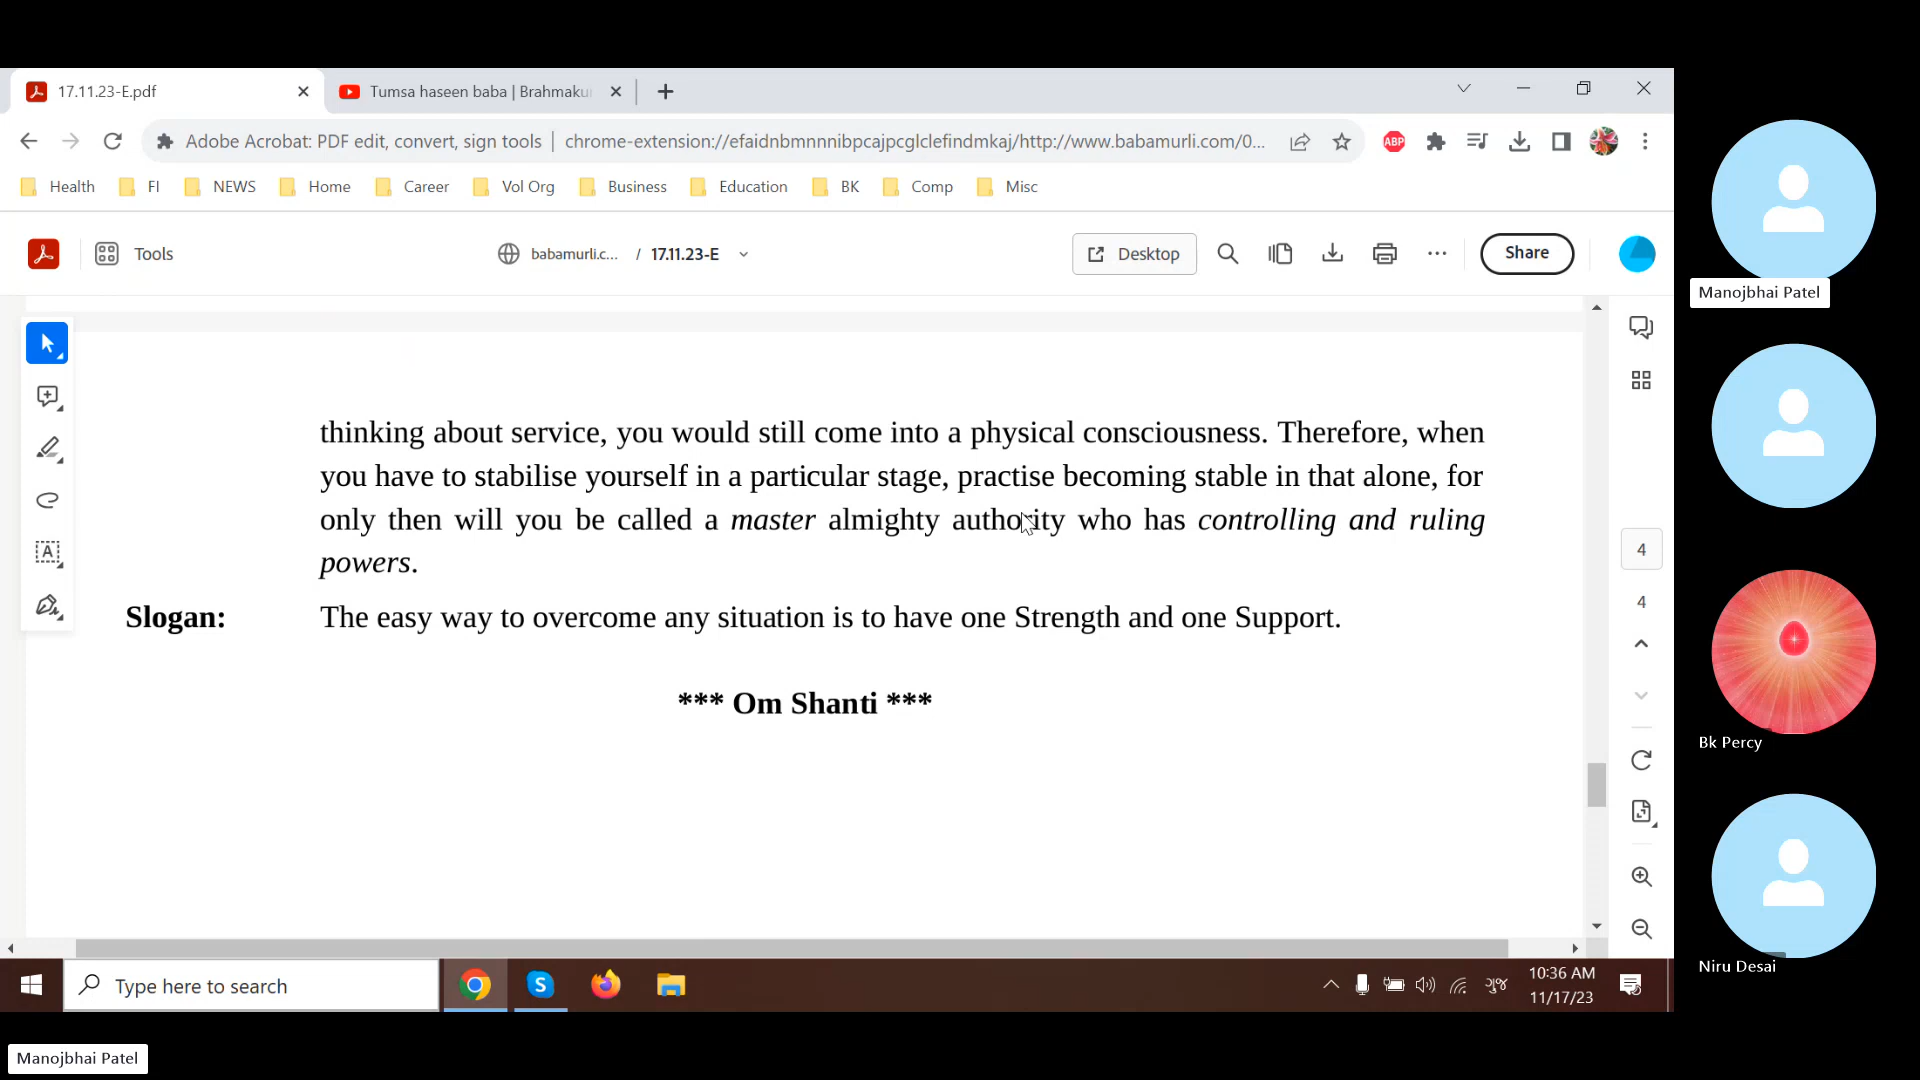 17.11.23-E.pdf
Tumsa haseen baba | Brahmaku
Adobe Acrobat: PDF edit, convert, sign tools | chrome-extension://efaidnbmnnnibpcajpcglclefindmkaj/http://www.babamurli.com/0...
ABP
Health FI NEWS Home Career Vol Org Business Education BK Comp Misc
Tools
babamurli.c... / 17.11.23-E
Desktop
Share
thinking about service, you would still come into a physical consciousness. Therefore, when
you have to stabilise yourself in a particular stage, practise becoming stable in that alone, for
only then will you be called a master almighty authority who has controlling and ruling
powers.
Slogan: The easy way to overcome any situation is to have one Strength and one Support.
*** Om Shanti ***
4
4
Type here to search
ગુજ
10:36 AM
11/17/23
Manojbhai Patel
Bk Percy
Niru Desai
Manojbhai Patel